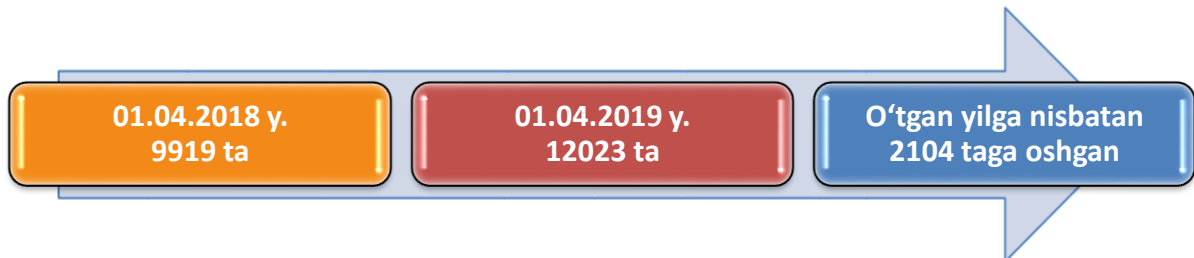 01.04.2018 y.
9919 ta
01.04.2019 y.
12023 ta
O‘tgan yilga nisbatan
2104 taga oshgan